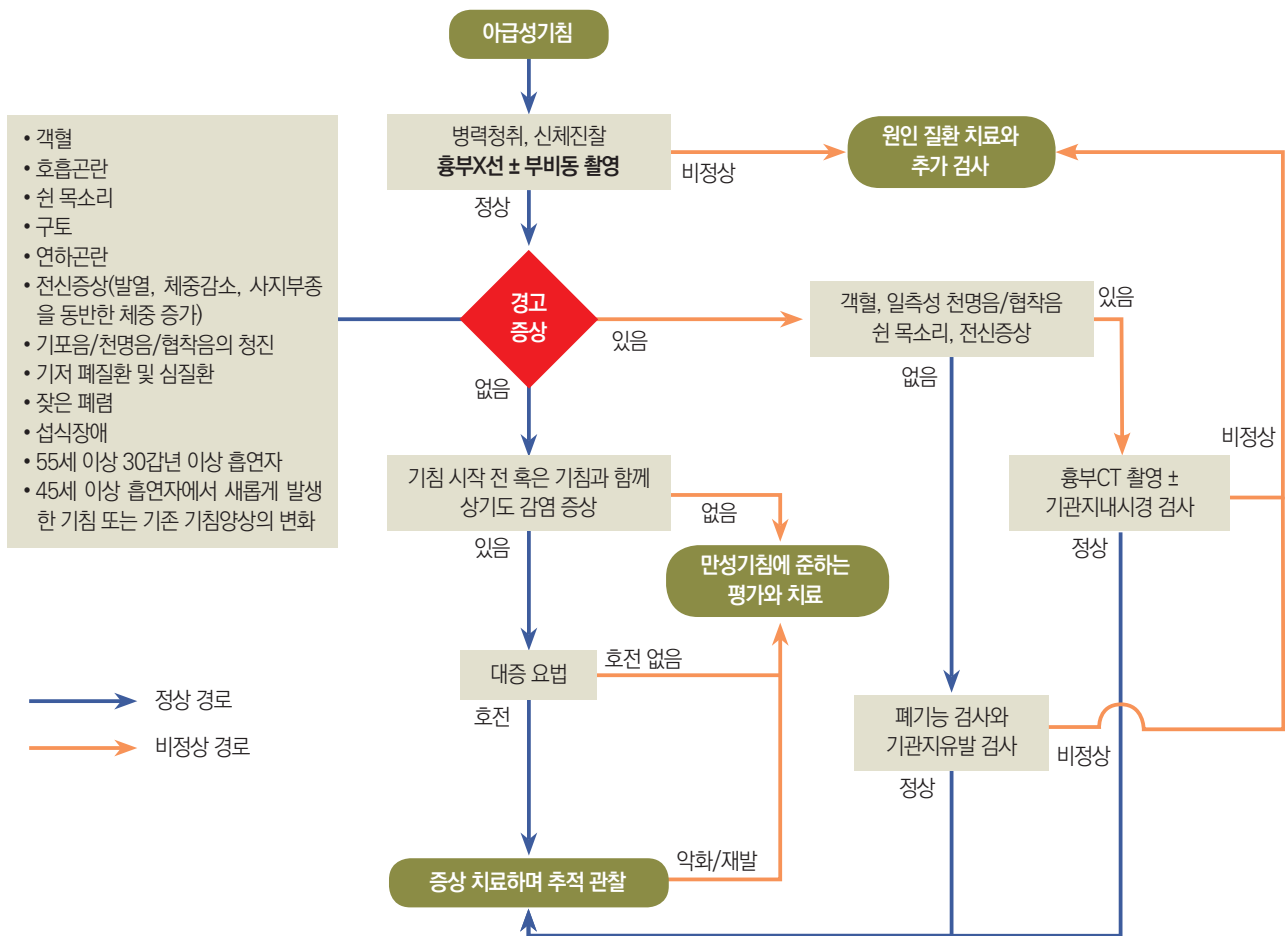 아급성기침
병력청취, 신체진찰
흉부X선 ± 부비동 촬영
비정상
원인 질환 치료와
추가 검사
정상
• 객혈
• 호흡곤란
• 쉰 목소리
• 구토
• 연하곤란
• 전신증상(발열, 체중감소, 사지부종
을 동반한 체중 증가)
• 기포음/천명음/협착음의 청진
• 기저 폐질환 및 심질환
• 잦은 폐렴
• 섭식장애
• 55세 이상 30갑년 이상 흡연자
• 45세 이상 흡연자에서 새롭게 발생
한 기침 또는 기존 기침양상의 변화
경고
증상
있음
없음
객혈, 일측성 천명음/협착음
쉰 목소리, 전신증상
있음
없음
기침 시작 전 혹은 기침과 함께
상기도 감염 증상
없음
있음
흉부CT 촬영 ±
기관지내시경 검사
비정상
정상
만성기침에 준하는
평가와 치료
대증 요법
호전 없음
호전
폐기능 검사와
기관지유발 검사
비정상
정상
정상 경로
비정상 경로
증상 치료하며 추적 관찰
악화/재발